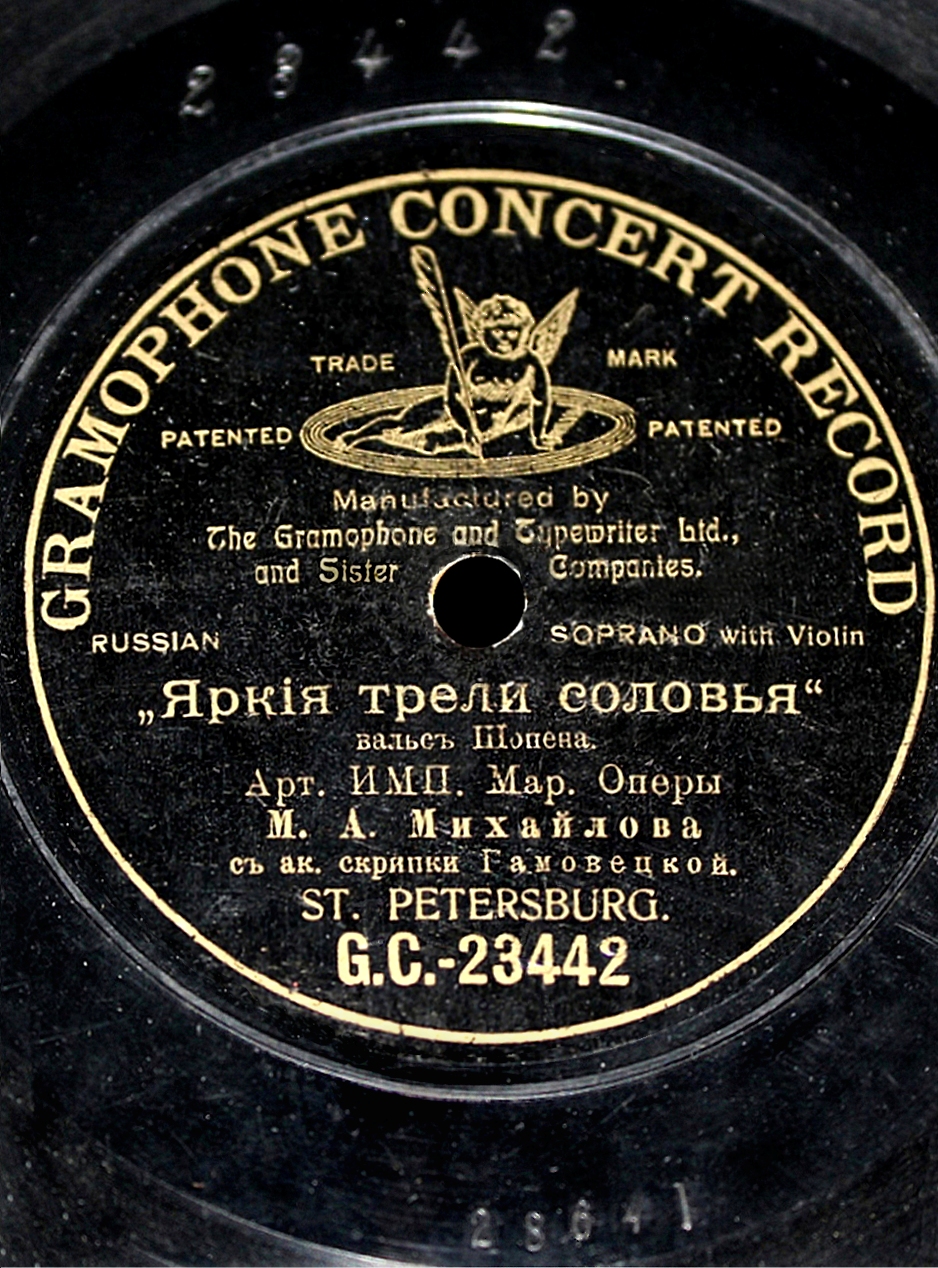 23442
GRAMOPHONE CONCERT RECORD
TRADE MARK
PATENTED PATENTED
Manufactured by
The Gramophone and Typewriter Ltd.,
and Sister Companies.
RUSSIAN SOPRANO with Violin
„Яркія трели соловья“
вальсъ Шопена.
Арт. ИМП. Мар. Оперы
М. А. Михайлова
съ ак. скрипки Гамовецкой.
ST. PETERSBURG.
G.C.-23442